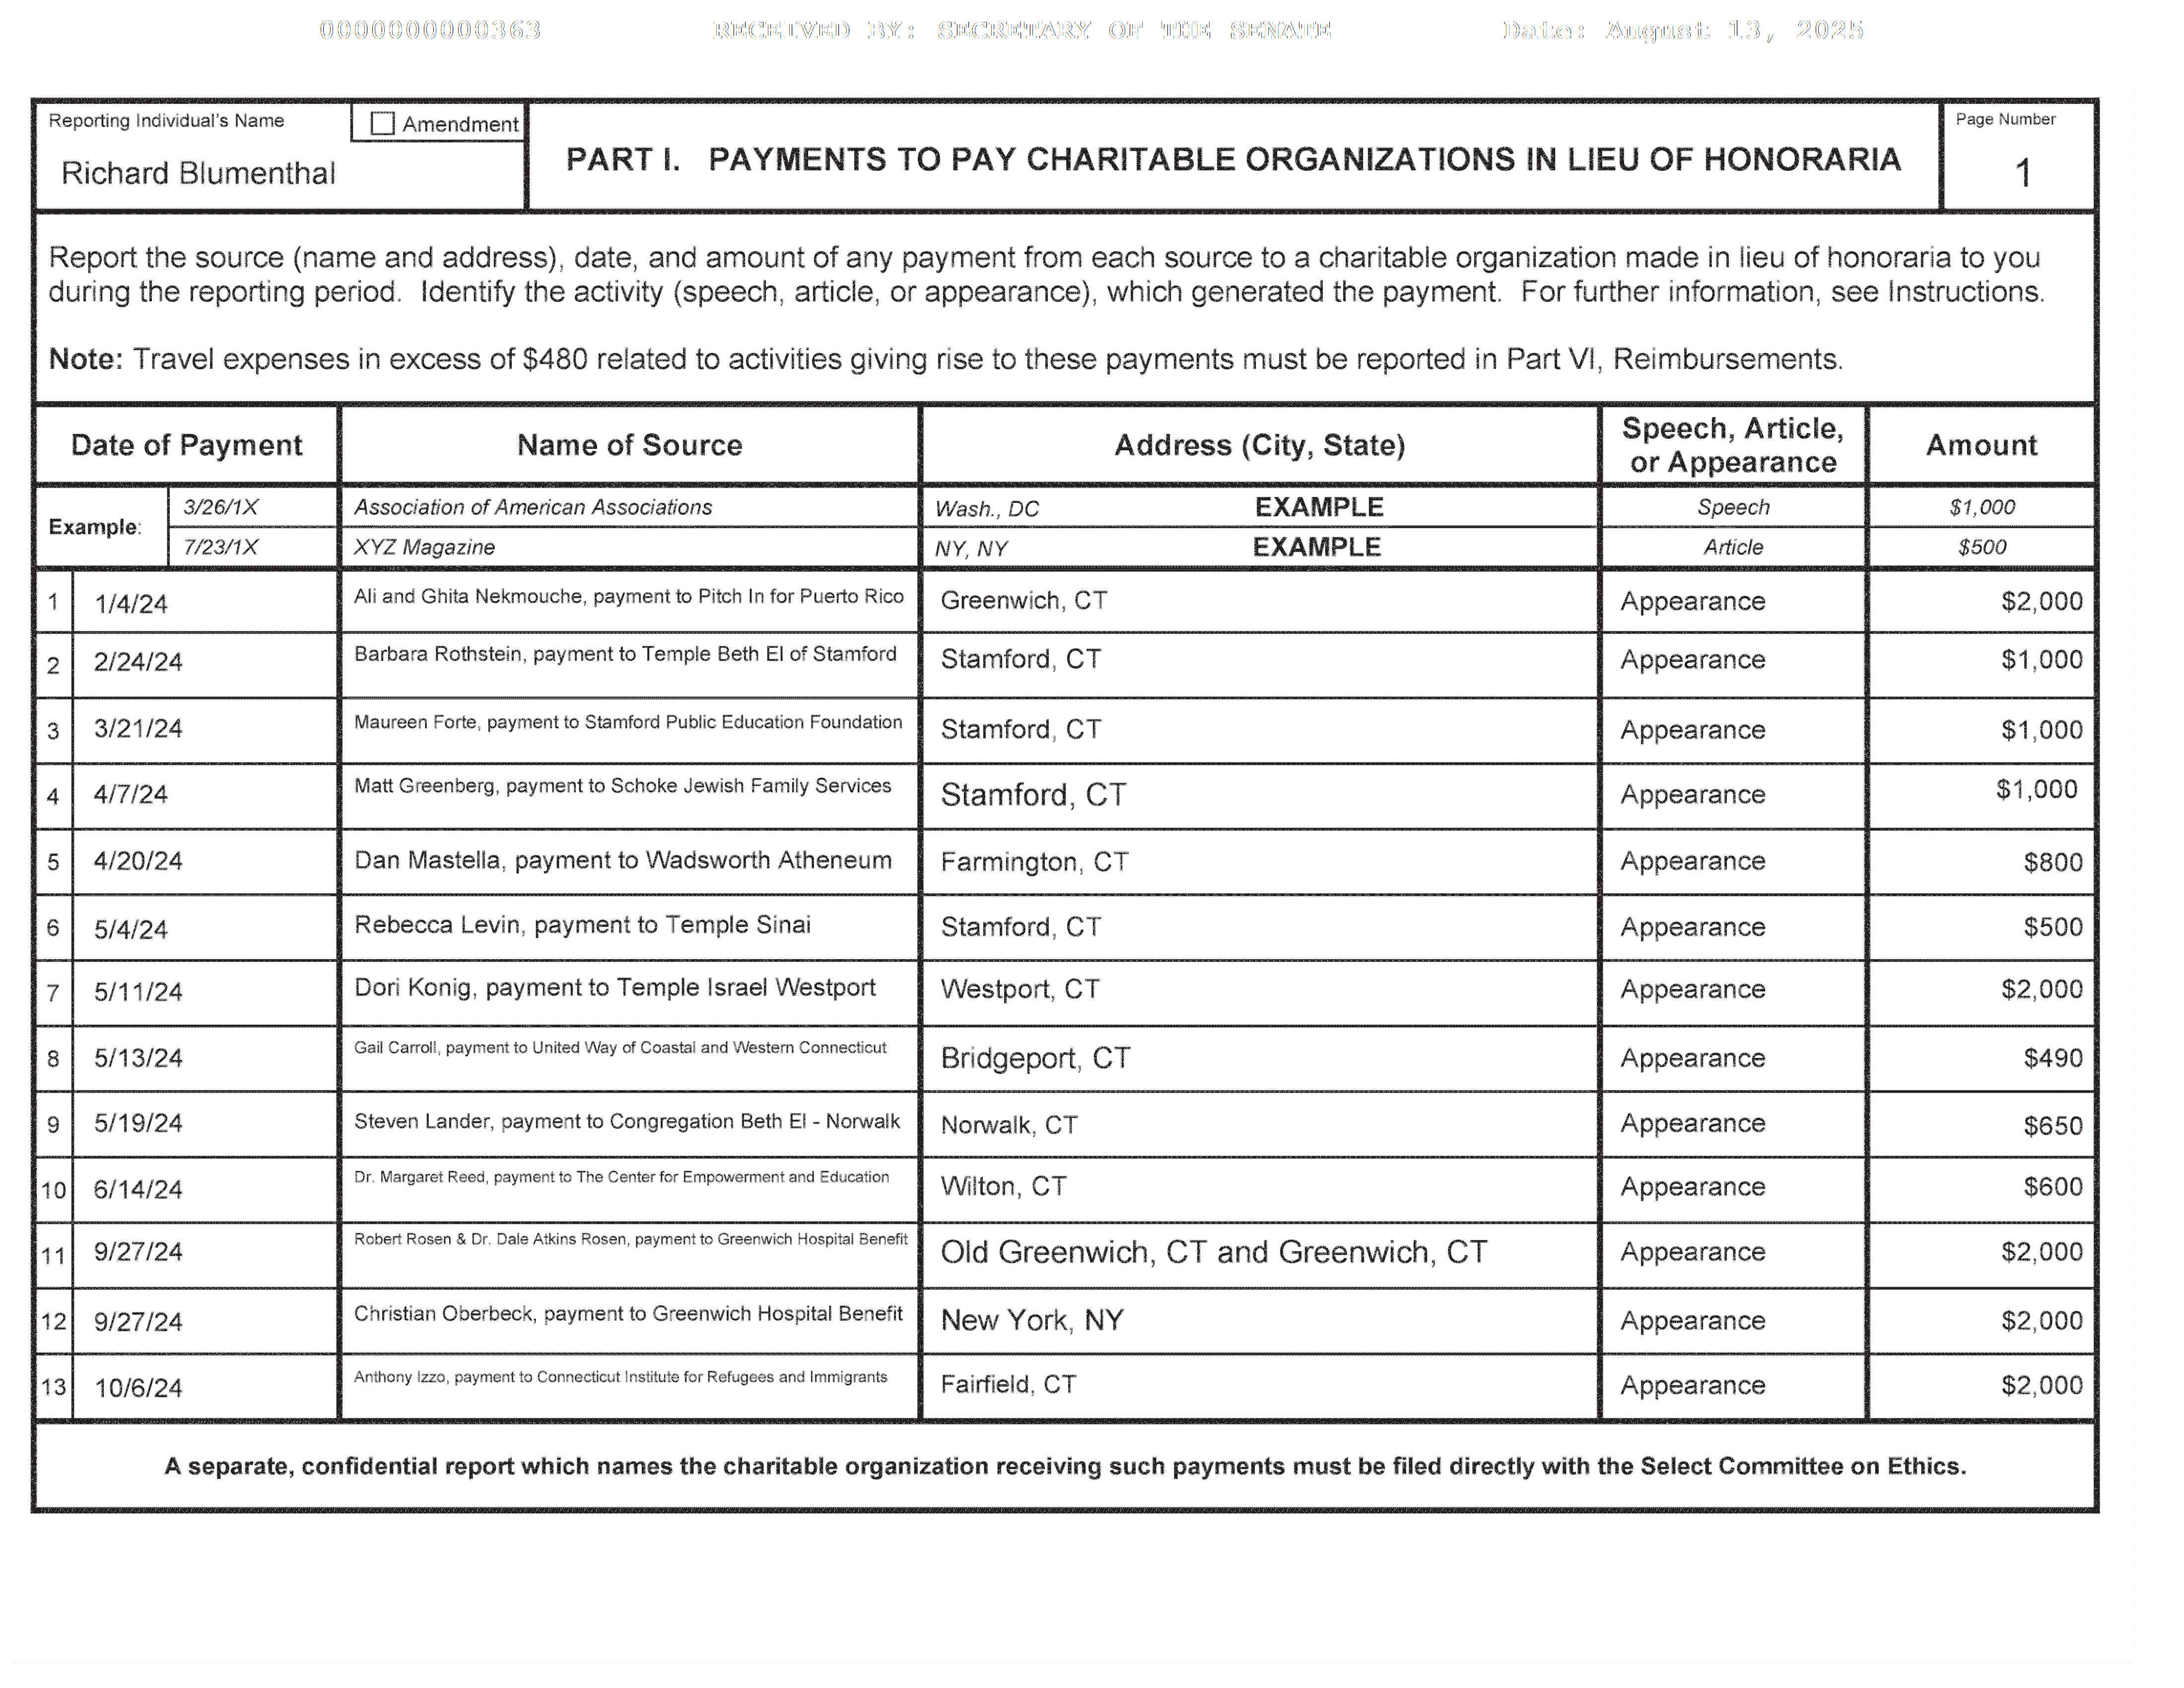 0000000000363 RECEIVED BY: SECRETARY OF THE SENATE Date: August 13, 2025
Reporting Individual's Name
Amendment
Richard Blumenthal
PART I. PAYMENTS TO PAY CHARITABLE ORGANIZATIONS IN LIEU OF HONORARIA
Page Number
1
Report the source (name and address), date, and amount of any payment from each source to a charitable organization made in lieu of honoraria to you
during the reporting period. Identify the activity (speech, article, or appearance), which generated the payment. For further information, see Instructions.
Note: Travel expenses in excess of $480 related to activities giving rise to these payments must be reported in Part VI, Reimbursements.
Date of Payment Name of Source Address (City, State) Speech, Article, or Appearance Amount
Example: 3/26/1X Association of American Associations Wash., DC EXAMPLE Speech $1,000
7/23/1X XYZ Magazine NY, NY EXAMPLE Article $500
1 1/4/24 Ali and Ghita Nekmouche, payment to Pitch In for Puerto Rico Greenwich, CT Appearance $2,000
2 2/24/24 Barbara Rothstein, payment to Temple Beth El of Stamford Stamford, CT Appearance $1,000
3 3/21/24 Maureen Forte, payment to Stamford Public Education Foundation Stamford, CT Appearance $1,000
4 4/7/24 Matt Greenberg, payment to Schoke Jewish Family Services Stamford, CT Appearance $1,000
5 4/20/24 Dan Mastella, payment to Wadsworth Atheneum Farmington, CT Appearance $800
6 5/4/24 Rebecca Levin, payment to Temple Sinai Stamford, CT Appearance $500
7 5/11/24 Dori Konig, payment to Temple Israel Westport Westport, CT Appearance $2,000
8 5/13/24 Gail Carroll, payment to United Way of Coastal and Western Connecticut Bridgeport, CT Appearance $490
9 5/19/24 Steven Lander, payment to Congregation Beth El - Norwalk Norwalk, CT Appearance $650
10 6/14/24 Dr. Margaret Reed, payment to The Center for Empowerment and Education Wilton, CT Appearance $600
11 9/27/24 Robert Rosen & Dr. Dale Atkins Rosen, payment to Greenwich Hospital Benefit Old Greenwich, CT and Greenwich, CT Appearance $2,000
12 9/27/24 Christian Oberbeck, payment to Greenwich Hospital Benefit New York, NY Appearance $2,000
13 10/6/24 Anthony Izzo, payment to Connecticut Institute for Refugees and Immigrants Fairfield, CT Appearance $2,000
A separate, confidential report which names the charitable organization receiving such payments must be filed directly with the Select Committee on Ethics.